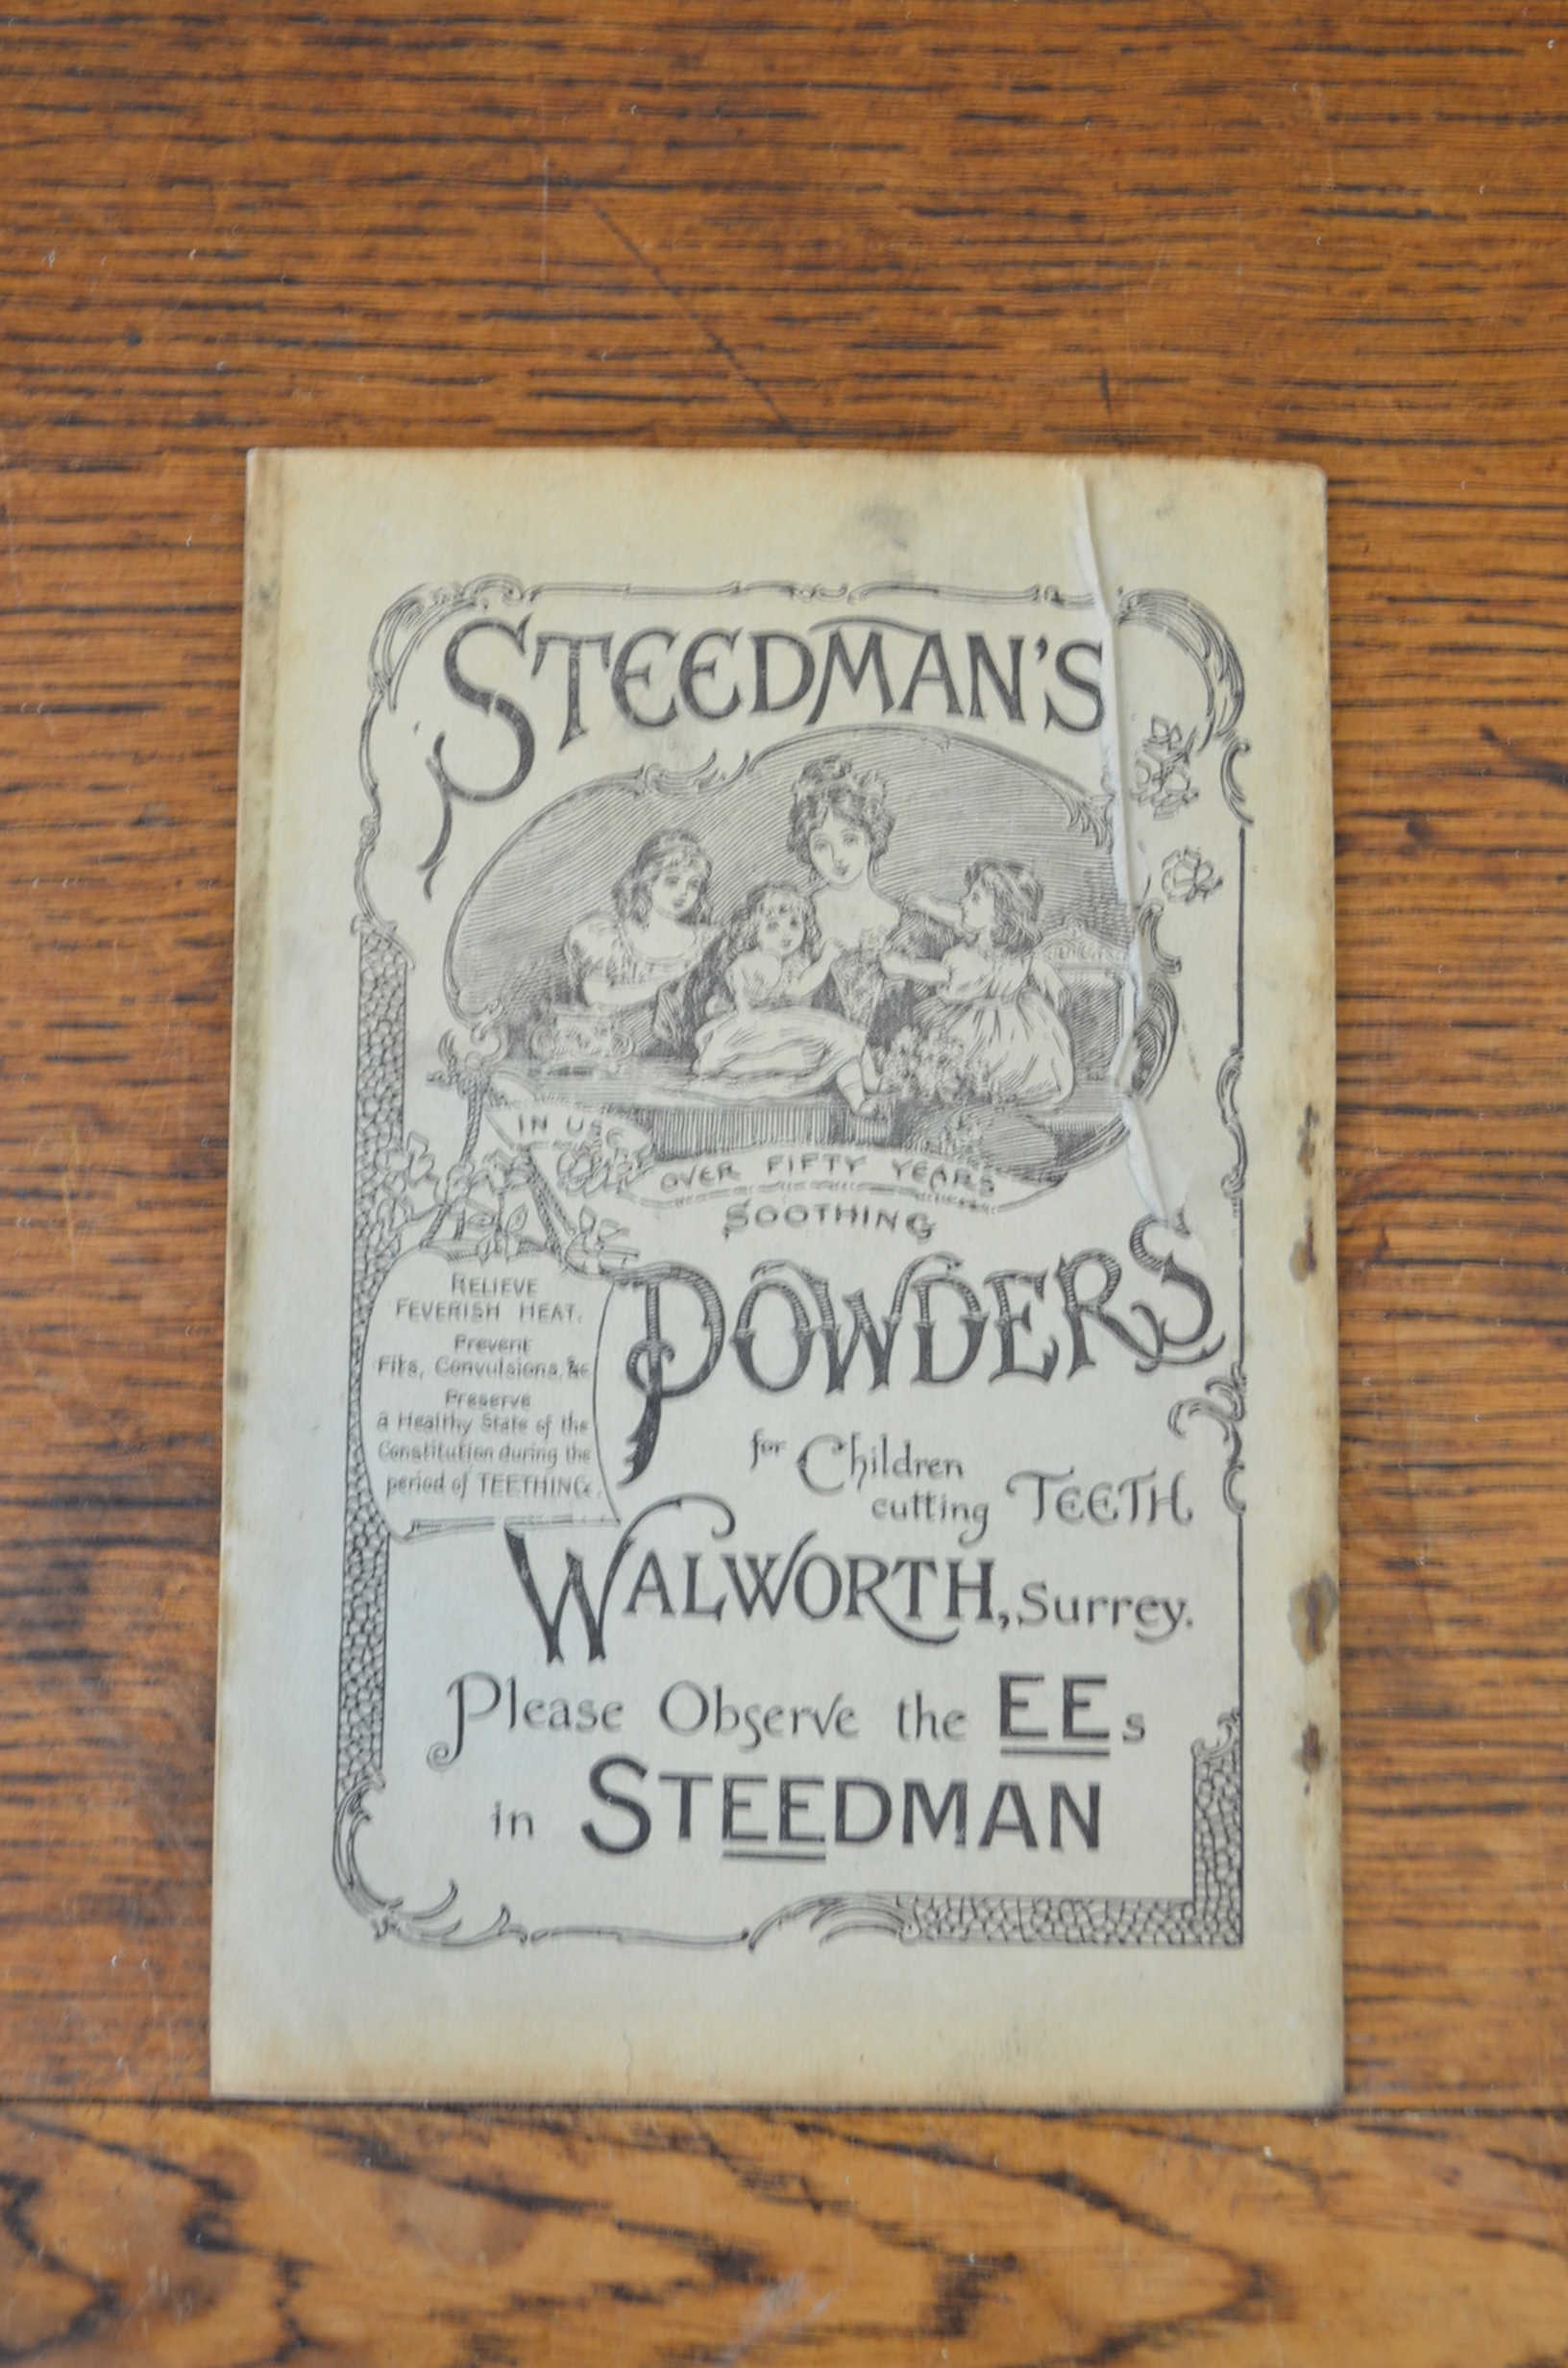 STEEDMAN'S
IN USE
OVER FIFTY YEARS
SOOTHING
POWDERS
RELIEVE
FEVERISH HEAT.
Prevent
Fits, Convulsions, &c
Preserve
a Healthy State of the
Constitution during the
period of TEETHING.
for Children
cutting TEETH
WALWORTH, Surrey.
Please Observe the EEs
in STEEDMAN